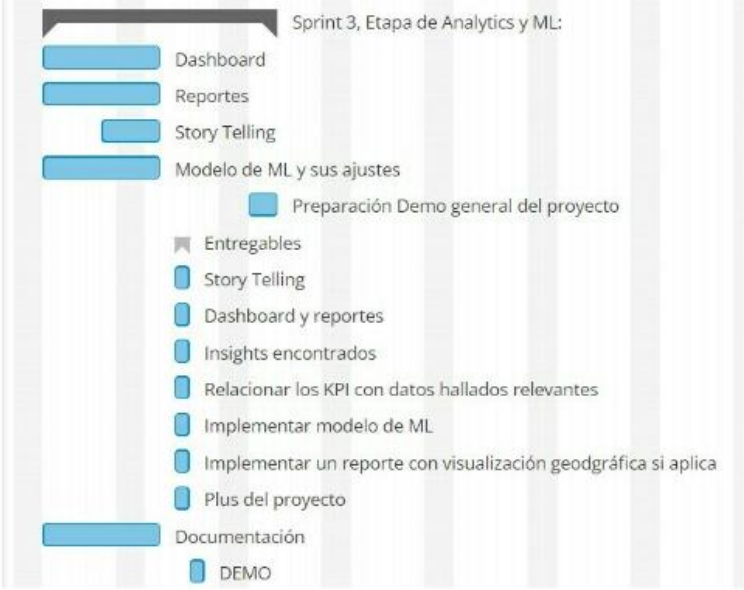 Sprint 3, Etapa de Analytics y ML:
Dashboard
Reportes
Story Telling
Modelo de ML y sus ajustes
Preparación Demo general del proyecto
Entregables
Story Telling
Dashboard y reportes
Insights encontrados
Relacionar los KPI con datos hallados relevantes
Implementar modelo de ML
Implementar un reporte con visualización geodgráfica si aplica
Plus del proyecto
Documentación
DEMO